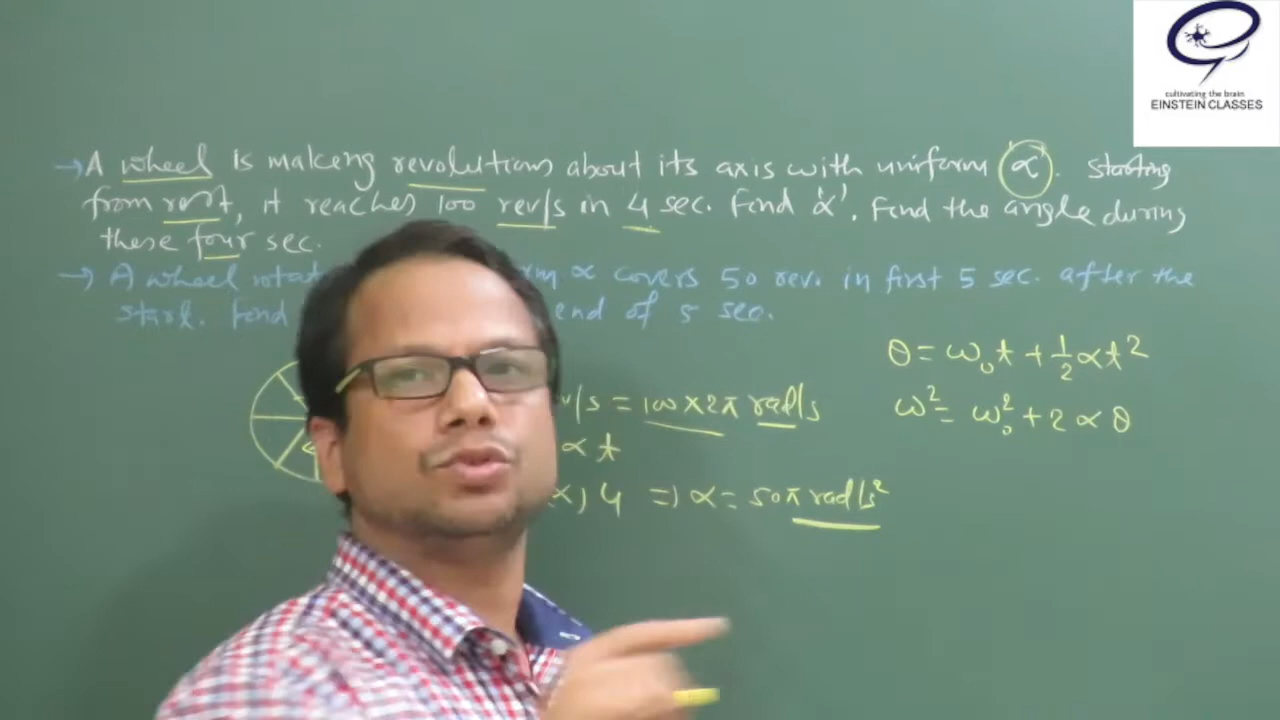 cultivating the brain
EINSTEIN CLASSES
→ A wheel is making revolutions about its axis with uniform 'α'. Starting
from rest, it reaches 100 rev/s in 4 sec. Find 'α'. Find the angle during
these four sec.
→ A wheel α covers 50 rev. in first 5 sec. after the
start. Find end of 5 sec.
θ = ω₀t + 1/2 αt²
/s = 100 × 2π rad/s
ω² = ω₀² + 2αθ
αt
) 4 ⇒ α = 50π rad/s²